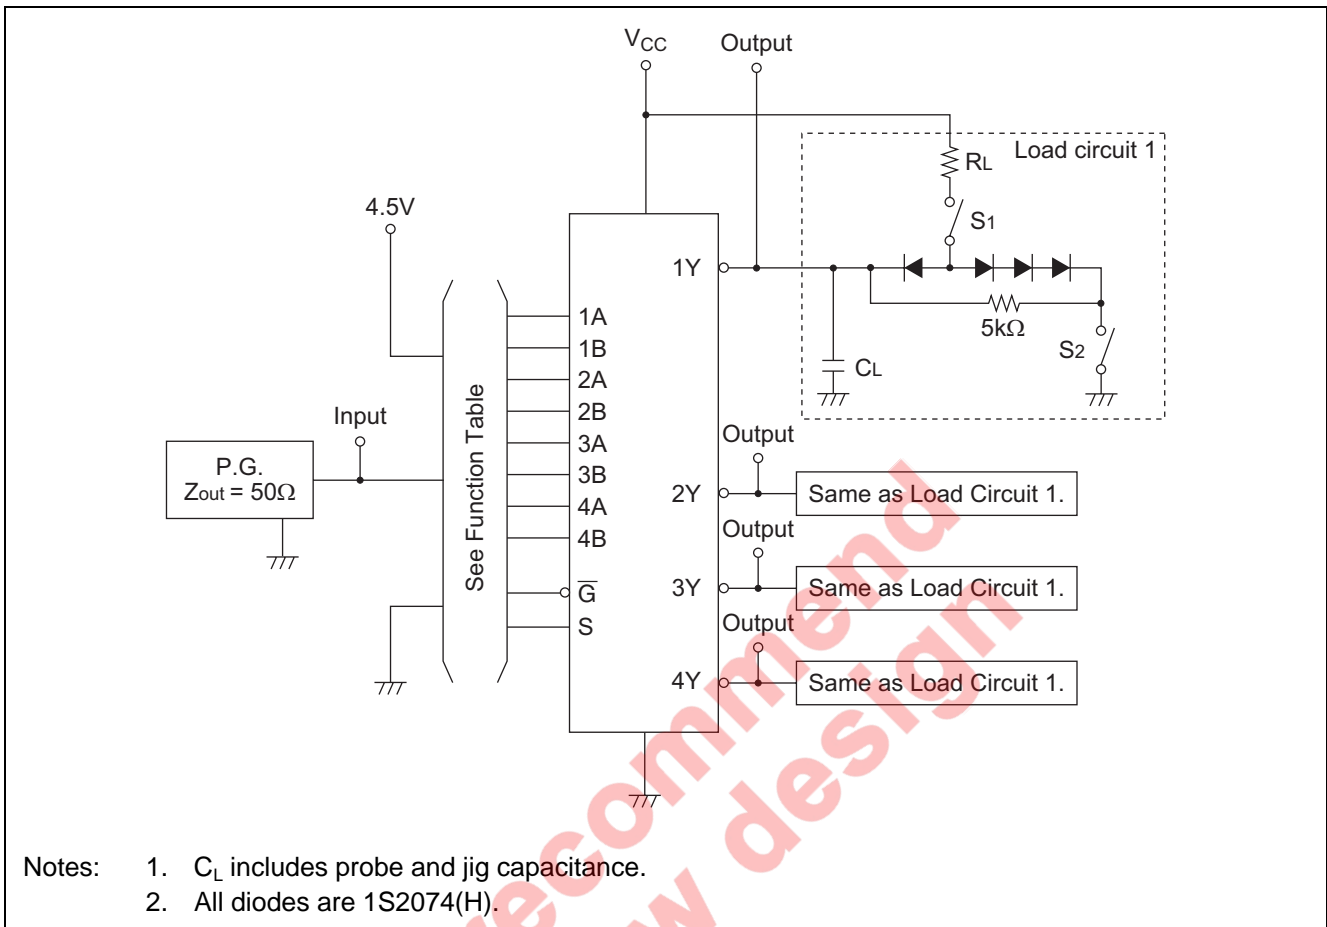 VCC
Output
Load circuit 1
RL
S1
4.5V
1Y
1A
5kΩ
1B
S2
CL
2A
2B
Input
Output
3A
P.G.
Zout = 50Ω
See Function Table
3B
2Y
Same as Load Circuit 1.
4A
4B
Output
G
3Y
Same as Load Circuit 1.
S
Output
4Y
Same as Load Circuit 1.
Notes: 1. CL includes probe and jig capacitance.
2. All diodes are 1S2074(H).
recommend
design